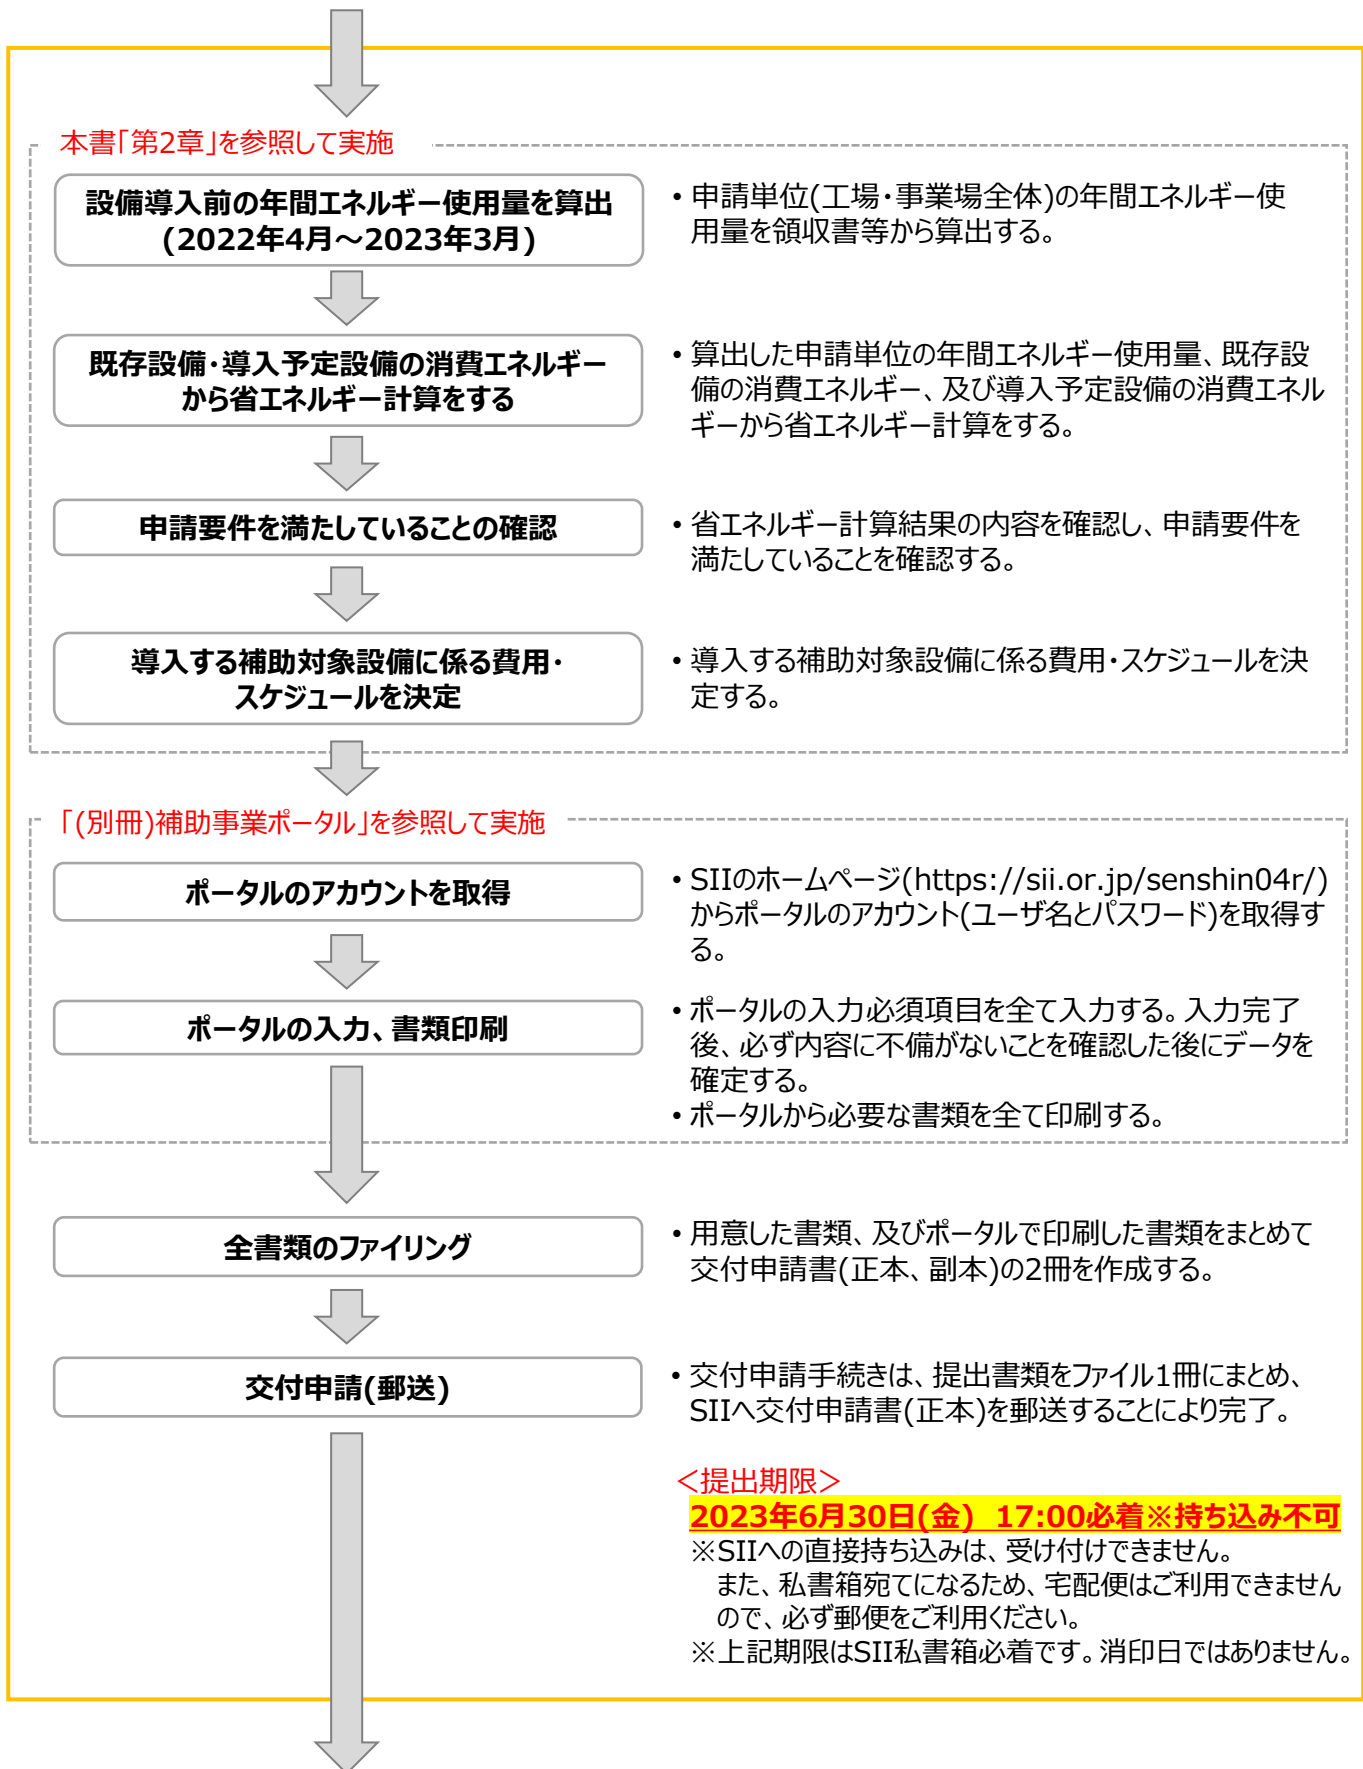 本書「第2章」を参照して実施
設備導入前の年間エネルギー使用量を算出
(2022年4月～2023年3月)
• 申請単位(工場・事業場全体)の年間エネルギー使
用量を領収書等から算出する。
既存設備・導入予定設備の消費エネルギー
から省エネルギー計算をする
• 算出した申請単位の年間エネルギー使用量、既存設
備の消費エネルギー、及び導入予定設備の消費エネル
ギーから省エネルギー計算をする。
申請要件を満たしていることの確認
• 省エネルギー計算結果の内容を確認し、申請要件を
満たしていることを確認する。
導入する補助対象設備に係る費用・
スケジュールを決定
• 導入する補助対象設備に係る費用・スケジュールを決
定する。
「(別冊)補助事業ポータル」を参照して実施
ポータルのアカウントを取得
• SIIのホームページ(https://sii.or.jp/senshin04r/)
からポータルのアカウント(ユーザ名とパスワード)を取得す
る。
ポータルの入力、書類印刷
• ポータルの入力必須項目を全て入力する。入力完了
後、必ず内容に不備がないことを確認した後にデータを
確定する。
• ポータルから必要な書類を全て印刷する。
全書類のファイリング
• 用意した書類、及びポータルで印刷した書類をまとめて
交付申請書(正本、副本)の2冊を作成する。
交付申請(郵送)
• 交付申請手続きは、提出書類をファイル1冊にまとめ、
SIIへ交付申請書(正本)を郵送することにより完了。
＜提出期限＞
2023年6月30日(金) 17:00必着※持ち込み不可
※SIIへの直接持ち込みは、受け付けできません。
また、私書箱宛てになるため、宅配便はご利用できません
ので、必ず郵便をご利用ください。
※上記期限はSII私書箱必着です。消印日ではありません。